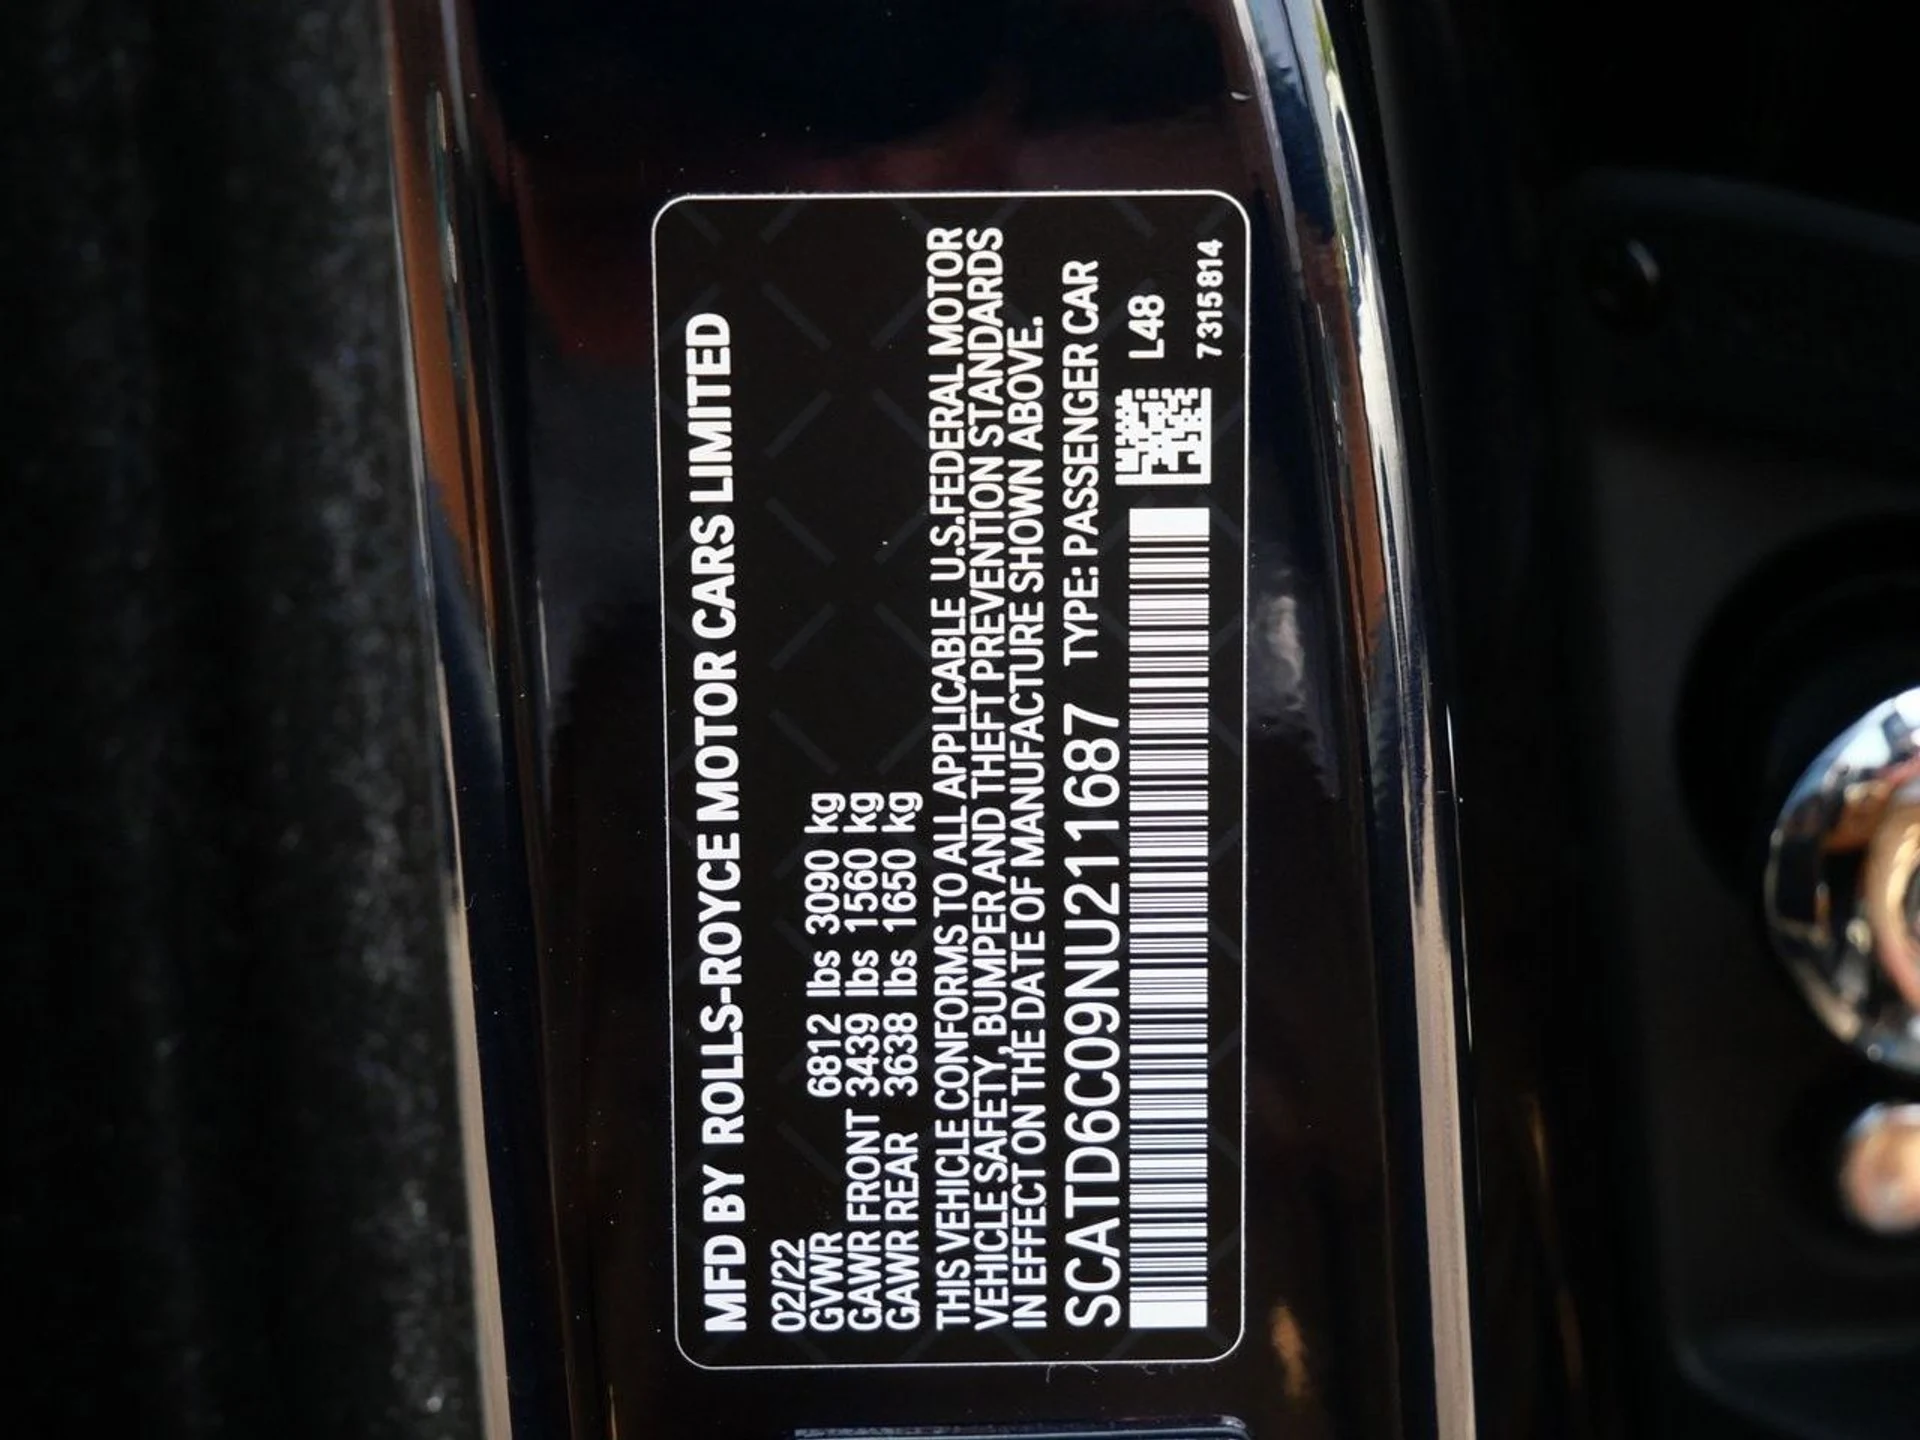 MFD BY ROLLS-ROYCE MOTOR CARS LIMITED
02/22
GVWR 6812 lbs 3090 kg
GAWR FRONT 3439 lbs 1560 kg
GAWR REAR 3638 lbs 1650 kg
THIS VEHICLE CONFORMS TO ALL APPLICABLE U.S.FEDERAL MOTOR
VEHICLE SAFETY, BUMPER AND THEFT PREVENTION STANDARDS
IN EFFECT ON THE DATE OF MANUFACTURE SHOWN ABOVE.
SCATD6C09NU211687 TYPE: PASSENGER CAR
L48
7315814